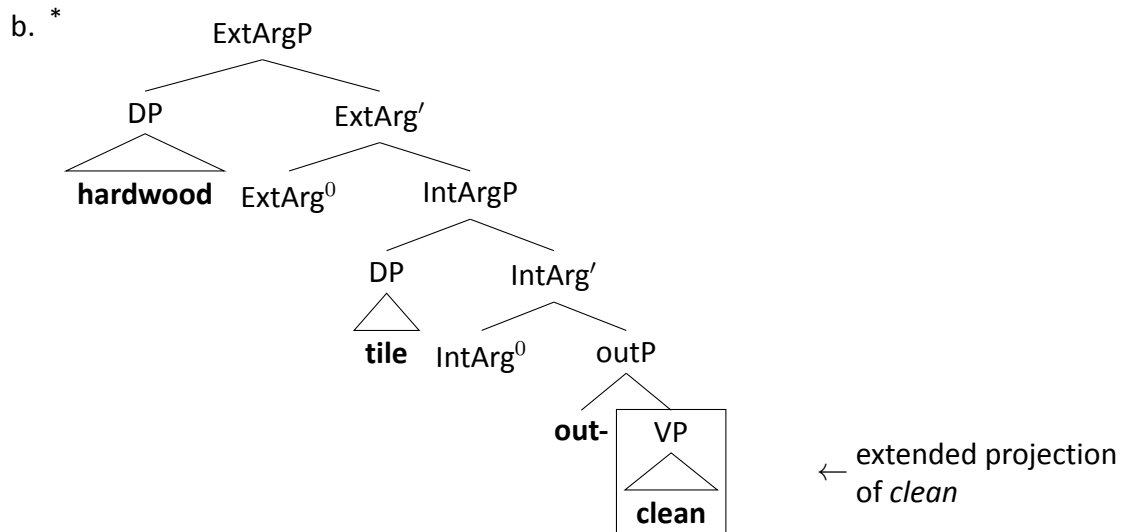 b. *
ExtArgP
DP ExtArg′
hardwood ExtArg⁰ IntArgP
DP IntArg′
tile IntArg⁰ outP
out- VP
clean
← extended projection
of clean